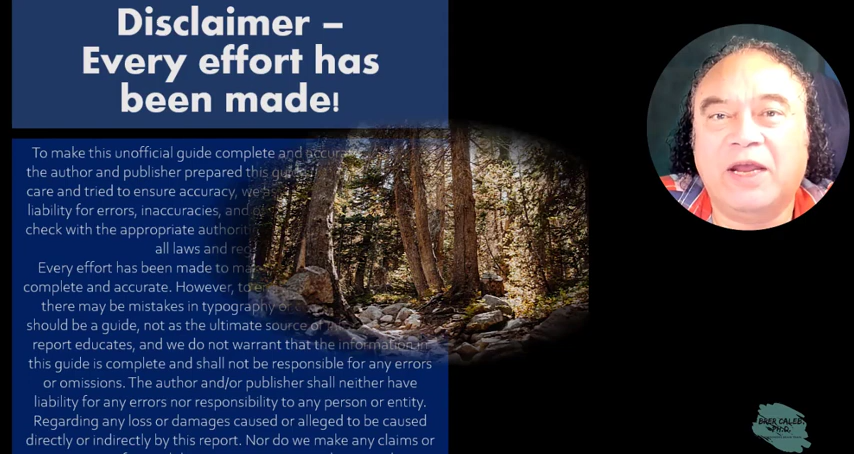 Disclaimer –
Every effort has
been made!
To make this unofficial guide complete and
the author and publisher prepared this
care and tried to ensure accuracy,
liability for errors, inaccuracies, and
check with the appropriate
all laws and
Every effort has been made to
complete and accurate. However, to
there may be mistakes in typography
should be a guide, not as the ultimate source of
report educates, and we do not warrant that the information in
this guide is complete and shall not be responsible for any errors
or omissions. The author and/or publisher shall neither have
liability for any errors nor responsibility to any person or entity.
Regarding any loss or damages caused or alleged to be caused
directly or indirectly by this report. Nor do we make any claims or
BRER CALEB,
PH.D.